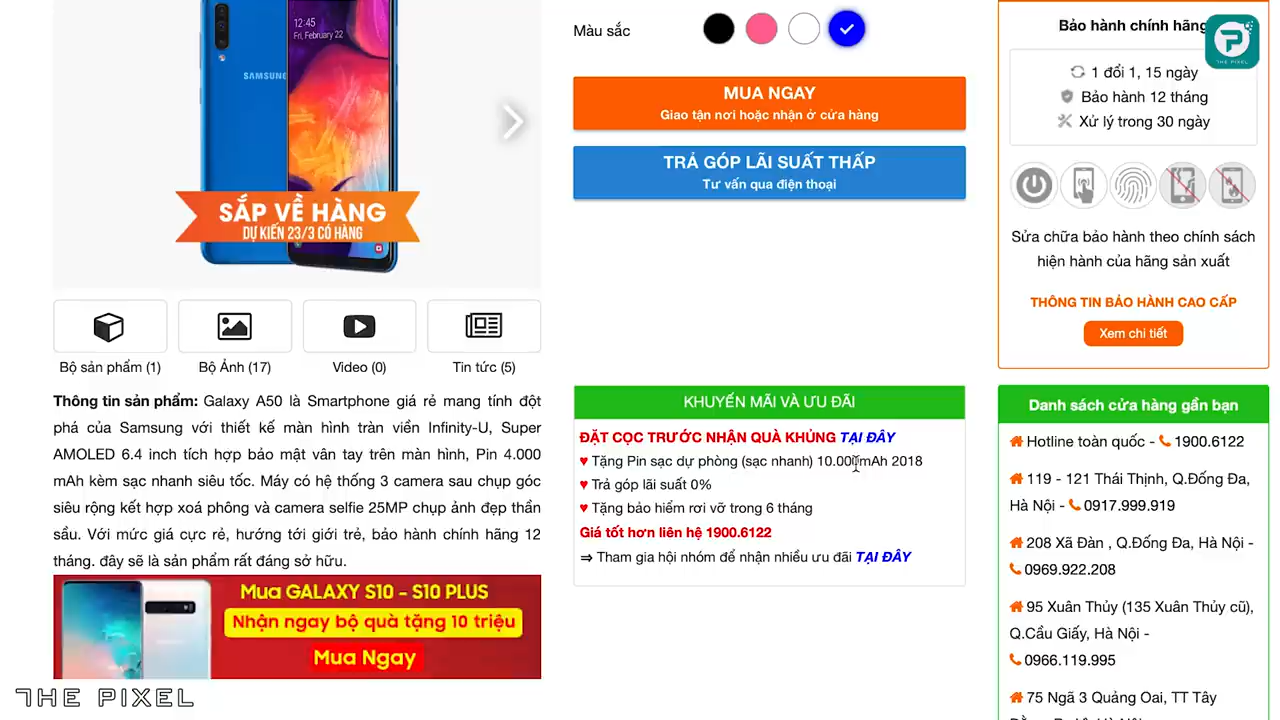 12:45
Fri, February 22
SAMSUNG
SẮP VỀ HÀNG
DỰ KIẾN 23/3 CÓ HÀNG
Bộ sản phẩm (1)
Bộ Ảnh (17)
Video (0)
Tin tức (5)
Thông tin sản phẩm: Galaxy A50 là Smartphone giá rẻ mang tính đột
phá của Samsung với thiết kế màn hình tràn viền Infinity-U, Super
AMOLED 6.4 inch tích hợp bảo mật vân tay trên màn hình, Pin 4.000
mAh kèm sạc nhanh siêu tốc. Máy có hệ thống 3 camera sau chụp góc
siêu rộng kết hợp xoá phông và camera selfie 25MP chụp ảnh đẹp thần
sầu. Với mức giá cực rẻ, hướng tới giới trẻ, bảo hành chính hãng 12
tháng. đây sẽ là sản phẩm rất đáng sở hữu.
Mua GALAXY S10 - S10 PLUS
Nhận ngay bộ quà tặng 10 triệu
Mua Ngay
THE PIXEL
Màu sắc
MUA NGAY
Giao tận nơi hoặc nhận ở cửa hàng
TRẢ GÓP LÃI SUẤT THẤP
Tư vấn qua điện thoại
KHUYẾN MÃI VÀ ƯU ĐÃI
ĐẶT CỌC TRƯỚC NHẬN QUÀ KHỦNG TẠI ĐÂY
♥ Tặng Pin sạc dự phòng (sạc nhanh) 10.000mAh 2018
♥ Trả góp lãi suất 0%
♥ Tặng bảo hiểm rơi vỡ trong 6 tháng
Giá tốt hơn liên hệ 1900.6122
⇒ Tham gia hội nhóm để nhận nhiều ưu đãi TẠI ĐÂY
Bảo hành chính hãng
THE PIXEL
1 đổi 1, 15 ngày
Bảo hành 12 tháng
Xử lý trong 30 ngày
Sửa chữa bảo hành theo chính sách
hiện hành của hãng sản xuất
THÔNG TIN BẢO HÀNH CAO CẤP
Xem chi tiết
Danh sách cửa hàng gần bạn
Hotline toàn quốc - 1900.6122
119 - 121 Thái Thịnh, Q.Đống Đa,
Hà Nội - 0917.999.919
208 Xã Đàn , Q.Đống Đa, Hà Nội -
0969.922.208
95 Xuân Thủy (135 Xuân Thủy cũ),
Q.Cầu Giấy, Hà Nội -
0966.119.995
75 Ngã 3 Quảng Oai, TT Tây